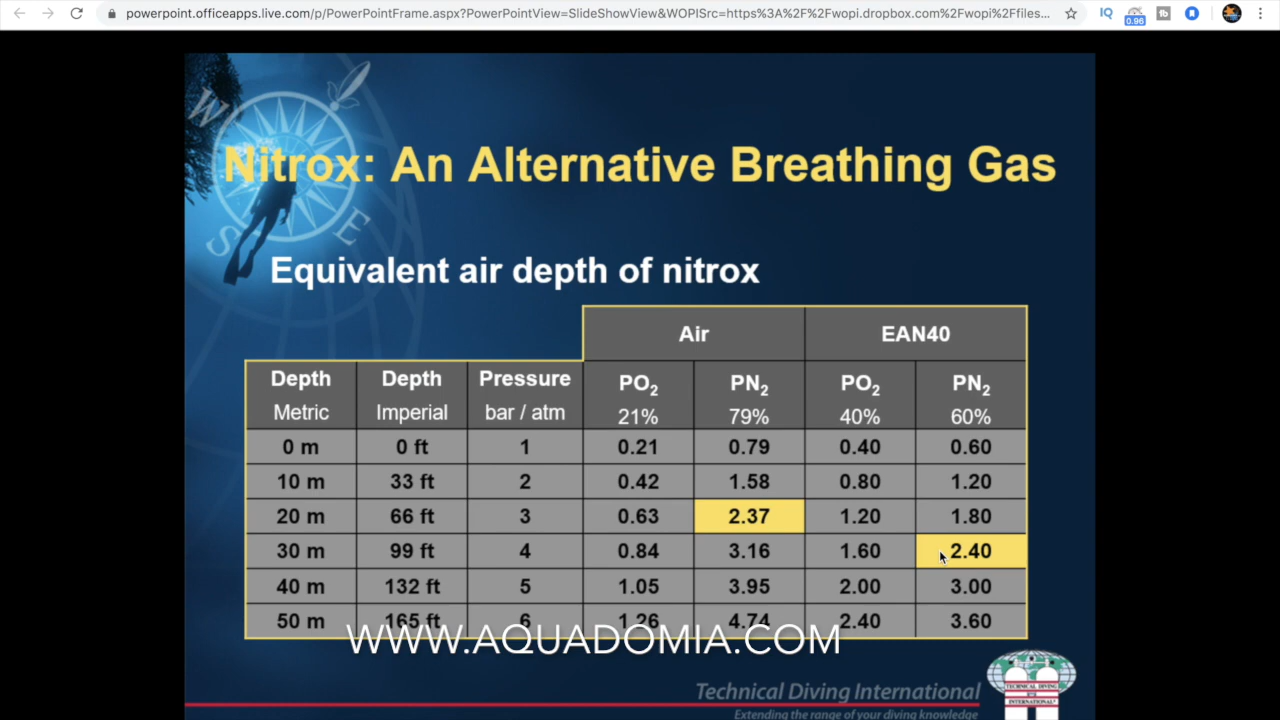 powerpoint.officeapps.live.com/p/PowerPointFrame.aspx?PowerPointView=SlideShowView&WOPISrc=https%3A%2F%2Fwopi.dropbox.com%2Fwopi%2Ffiles...
IQ
0.96
W
S
E
Nitrox: An Alternative Breathing Gas
Equivalent air depth of nitrox
Air EAN40
Depth Depth Pressure PO₂ PN₂ PO₂ PN₂
Metric Imperial bar / atm 21% 79% 40% 60%
0 m 0 ft 1 0.21 0.79 0.40 0.60
10 m 33 ft 2 0.42 1.58 0.80 1.20
20 m 66 ft 3 0.63 2.37 1.20 1.80
30 m 99 ft 4 0.84 3.16 1.60 2.40
40 m 132 ft 5 1.05 3.95 2.00 3.00
50 m 165 ft 6 1.26 4.74 2.40 3.60
WWW.AQUADOMIA.COM
Technical Diving International
Extending the range of your diving knowledge
TECHNICAL DIVING
INTERNATIONAL